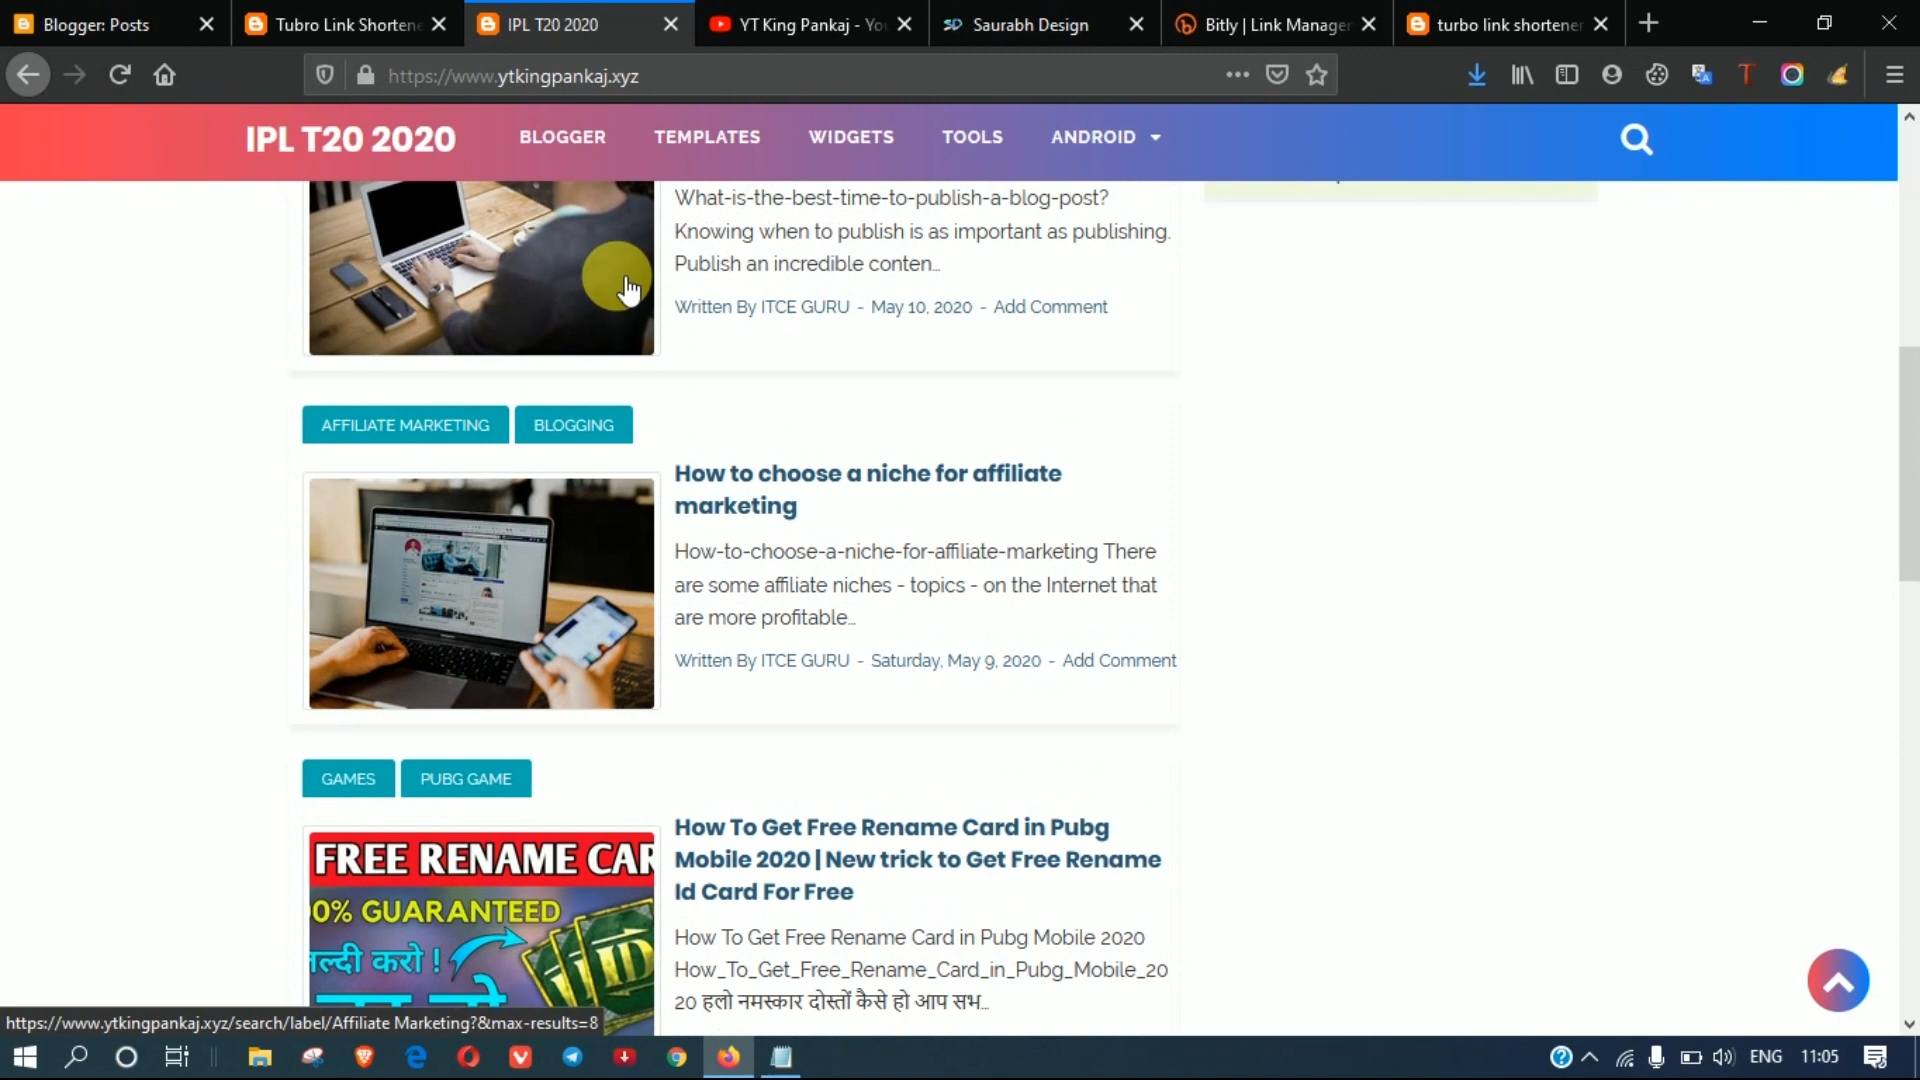 Blogger: Posts
Tubro Link Shortene
IPL T20 2020
YT King Pankaj - Yo
Saurabh Design
Bitly | Link Manager
turbo link shortener
https://www.ytkingpankaj.xyz
IPL T20 2020
BLOGGER
TEMPLATES
WIDGETS
TOOLS
ANDROID
What-is-the-best-time-to-publish-a-blog-post?
Knowing when to publish is as important as publishing.
Publish an incredible conten...
Written By ITCE GURU - May 10, 2020 - Add Comment
AFFILIATE MARKETING
BLOGGING
How to choose a niche for affiliate
marketing
How-to-choose-a-niche-for-affiliate-marketing There
are some affiliate niches - topics - on the Internet that
are more profitable...
Written By ITCE GURU - Saturday, May 9, 2020 - Add Comment
GAMES
PUBG GAME
FREE RENAME CAR
00% GUARANTEED
ल्दी करो !
ID
How To Get Free Rename Card in Pubg
Mobile 2020 | New trick to Get Free Rename
Id Card For Free
How To Get Free Rename Card in Pubg Mobile 2020
How_To_Get_Free_Rename_Card_in_Pubg_Mobile_20
20 हलो नमस्कार दोस्तों कैसे हो आप सभ...
https://www.ytkingpankaj.xyz/search/label/Affiliate Marketing?&max-results=8
ENG
11:05